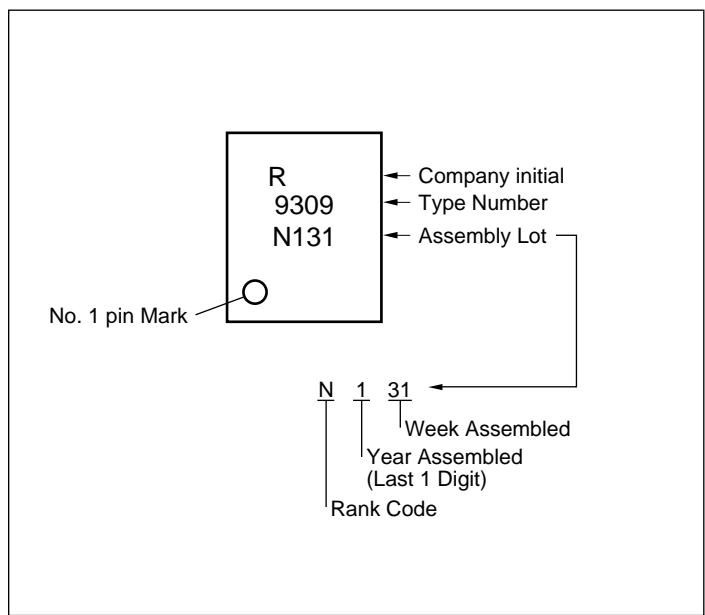 R
9309
N131
Company initial
Type Number
Assembly Lot
No. 1 pin Mark
N 1 31
Week Assembled
Year Assembled
(Last 1 Digit)
Rank Code